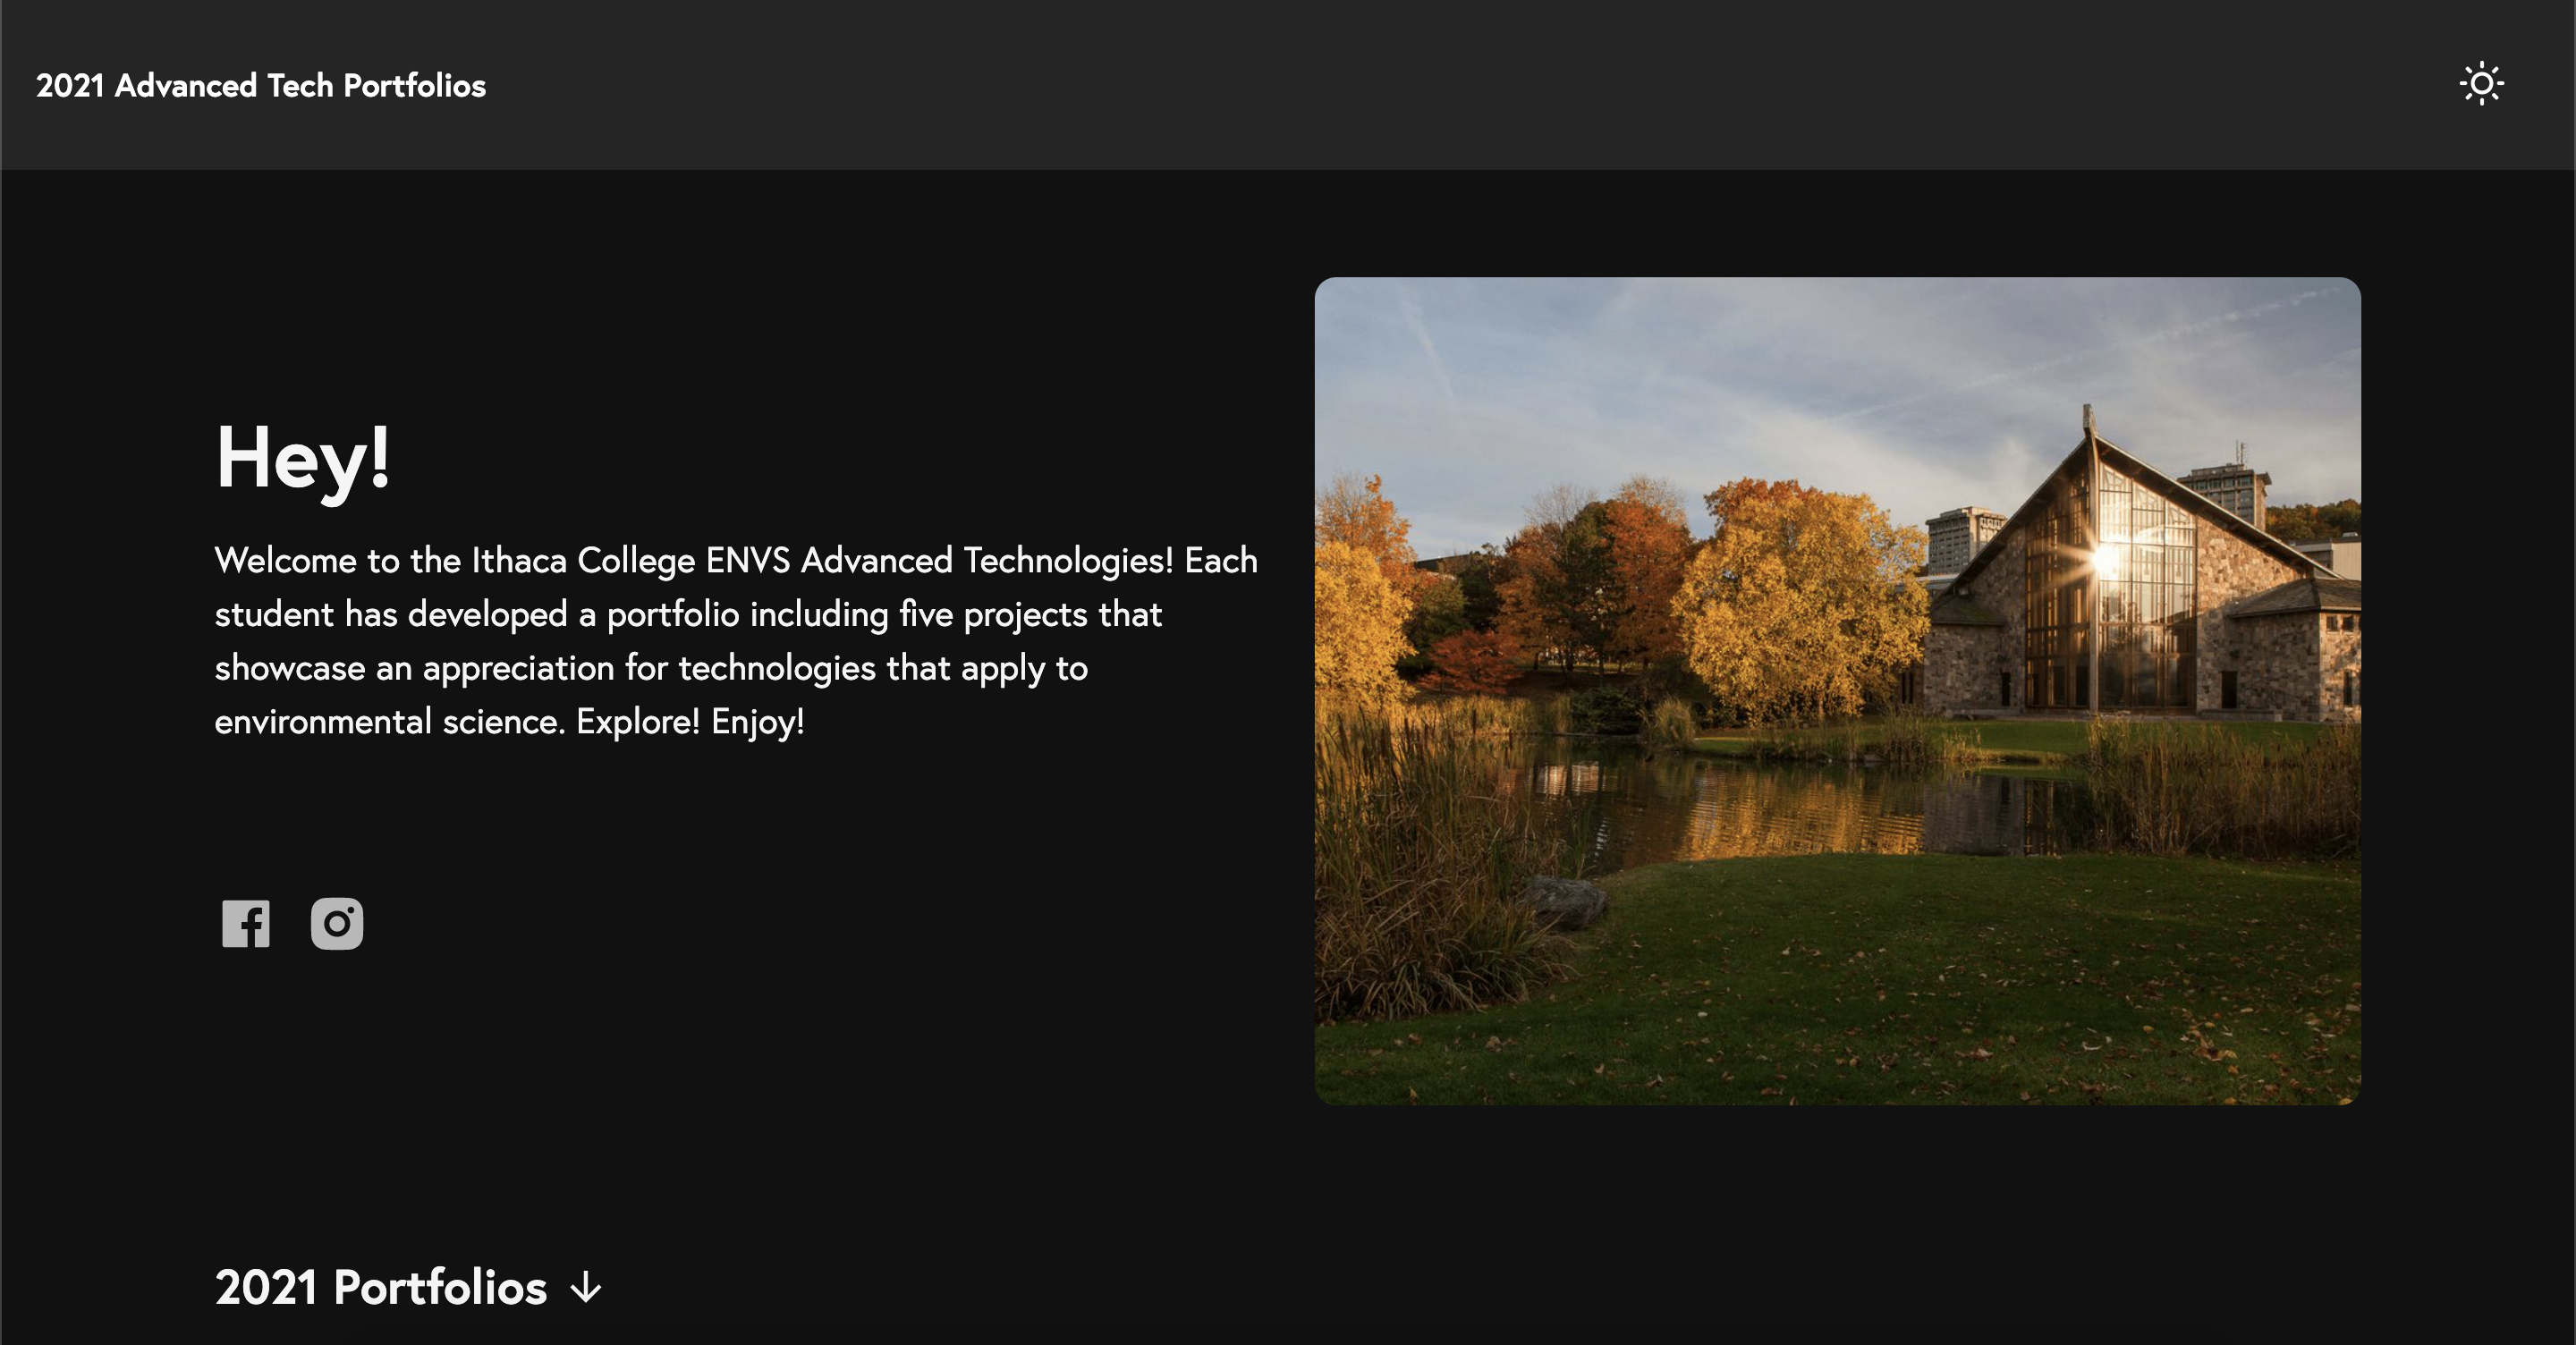 2021 Advanced Tech Portfolios
Hey!
Welcome to the Ithaca College ENVS Advanced Technologies! Each
student has developed a portfolio including five projects that
showcase an appreciation for technologies that apply to
environmental science. Explore! Enjoy!
2021 Portfolios ↓